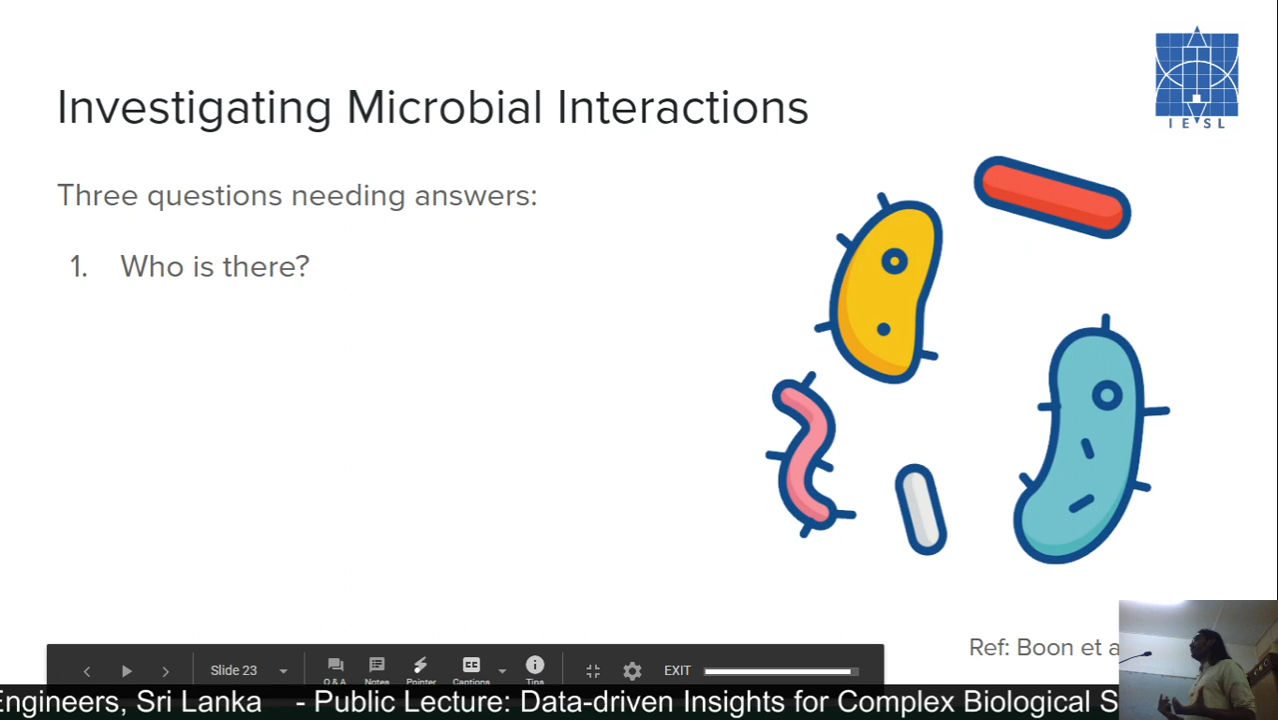 Investigating Microbial Interactions
IESL
Three questions needing answers:
1. Who is there?
Ref: Boon et a
Slide 23
Q & A
Notes
Pointer
Captions
Tips
EXIT
Engineers, Sri Lanka - Public Lecture: Data-driven Insights for Complex Biological S